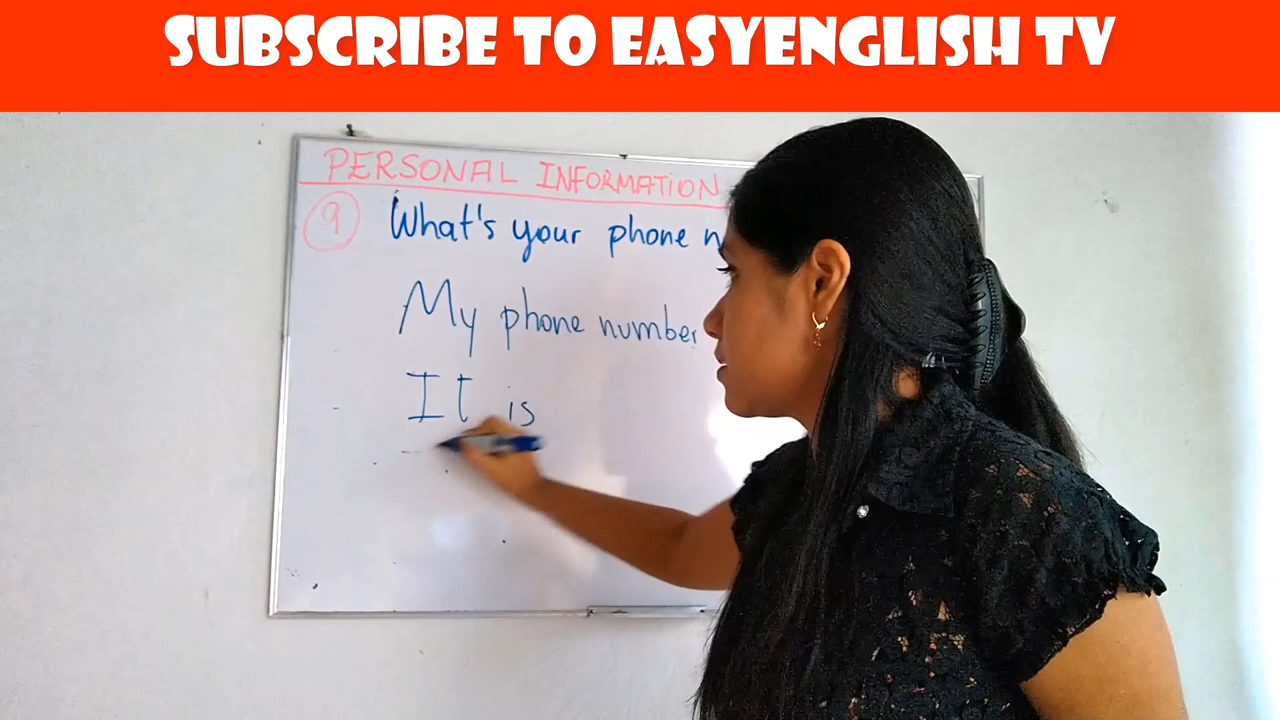 SUBSCRIBE TO EASYENGLISH TV
PERSONAL INFORMATION
9 What's your phone
My phone number
It is